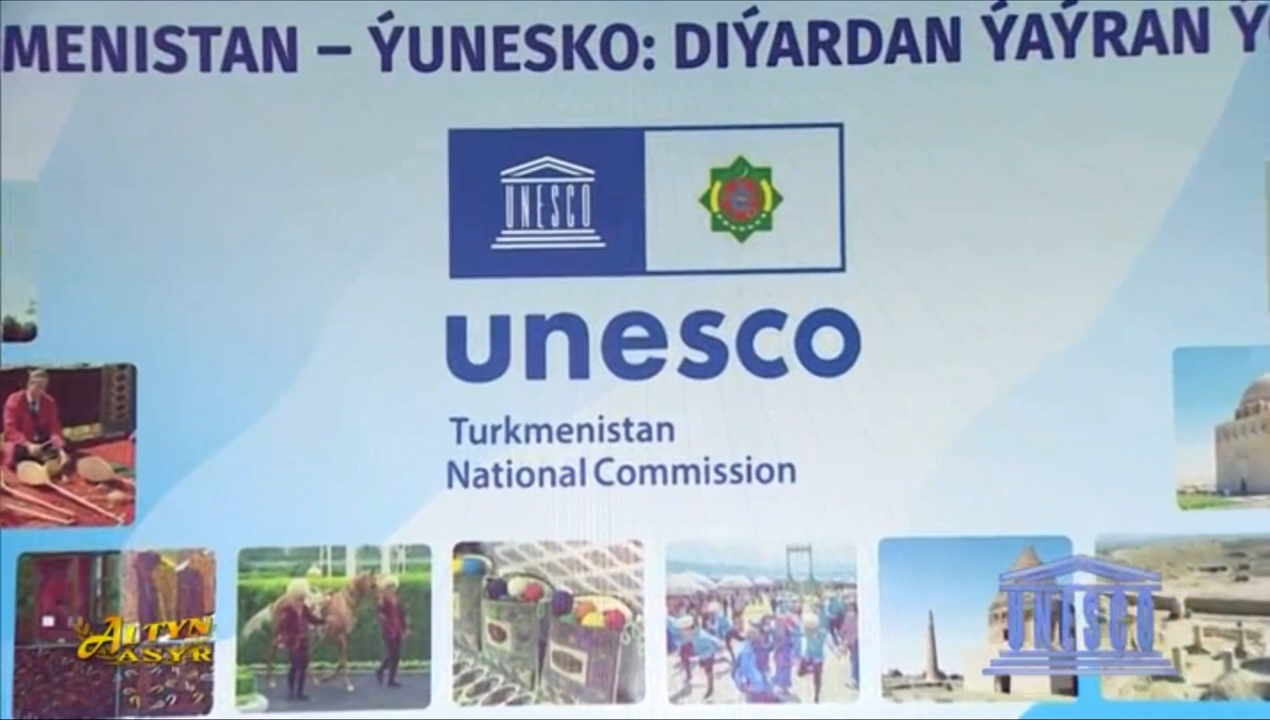 MENISTAN – ÝUNESKO: DIÝARDAN ÝAÝRAN
UNESCO
unesco
Turkmenistan
National Commission
ALTYN
ASYR
UNESCO